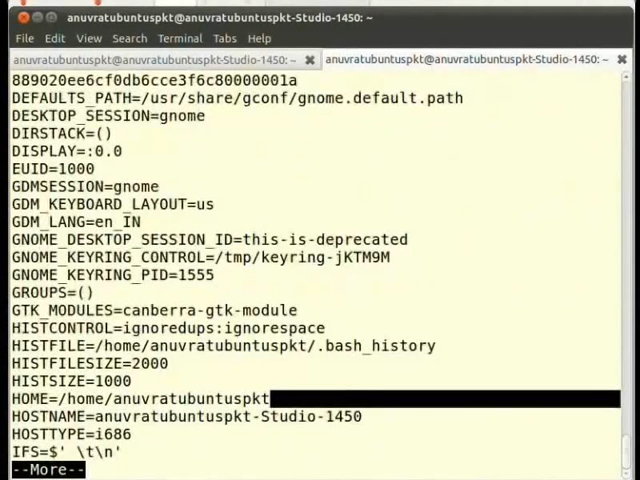 anuvratubuntuspkt@anuvratubuntuspkt-Studio-1450: ~
File Edit View Search Terminal Tabs Help
anuvratubuntuspkt@anuvratubuntuspkt-Studio-1450: ~ anuvratubuntuspkt@anuvratubuntuspkt-Studio-1450: ~
889020ee6cf0db6cce3f6c80000001a
DEFAULTS_PATH=/usr/share/gconf/gnome.default.path
DESKTOP_SESSION=gnome
DIRSTACK=()
DISPLAY=:0.0
EUID=1000
GDMSESSION=gnome
GDM_KEYBOARD_LAYOUT=us
GDM_LANG=en_IN
GNOME_DESKTOP_SESSION_ID=this-is-deprecated
GNOME_KEYRING_CONTROL=/tmp/keyring-jKTM9M
GNOME_KEYRING_PID=1555
GROUPS=()
GTK_MODULES=canberra-gtk-module
HISTCONTROL=ignoredups:ignorespace
HISTFILE=/home/anuvratubuntuspkt/.bash_history
HISTFILESIZE=2000
HISTSIZE=1000
HOME=/home/anuvratubuntuspkt
HOSTNAME=anuvratubuntuspkt-Studio-1450
HOSTTYPE=i686
IFS=$' \t\n'
--More--